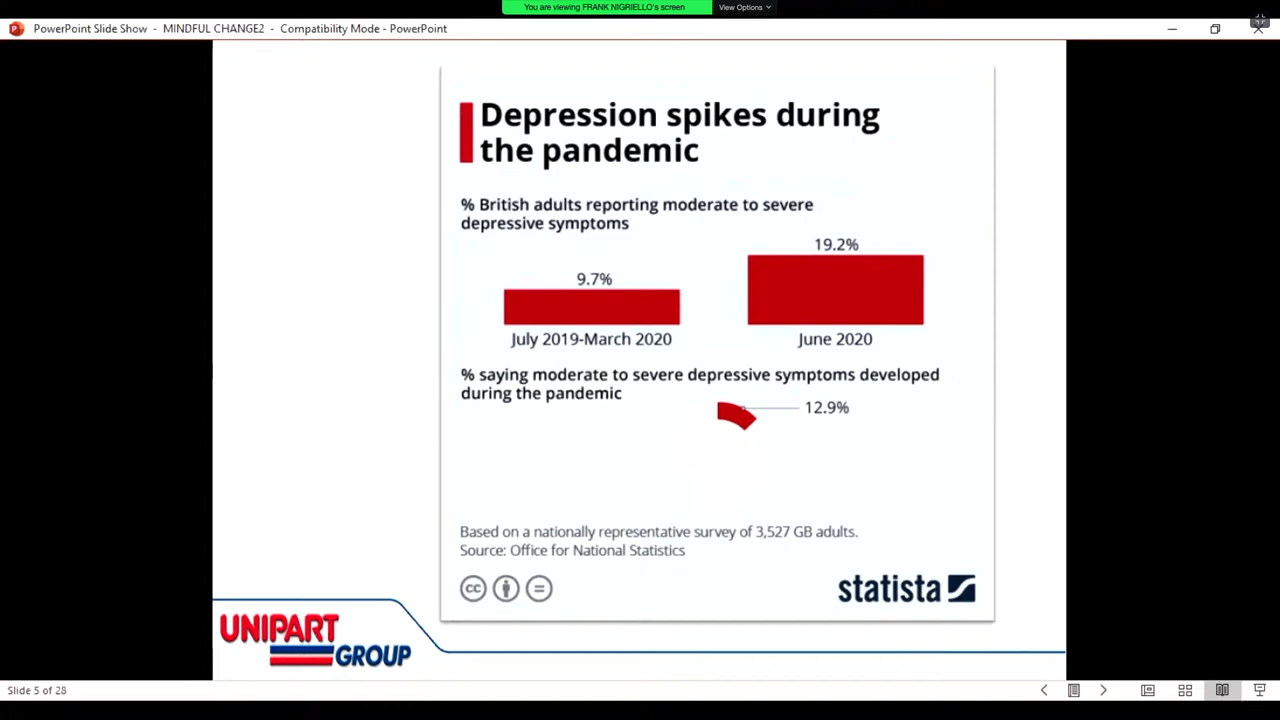 You are viewing FRANK NIGRIELLO's screen
View Options
PowerPoint Slide Show - MINDFUL CHANGE2 - Compatibility Mode - PowerPoint
Depression spikes during
the pandemic
% British adults reporting moderate to severe
depressive symptoms
9.7%
19.2%
July 2019-March 2020
June 2020
% saying moderate to severe depressive symptoms developed
during the pandemic
12.9%
Based on a nationally representative survey of 3,527 GB adults.
Source: Office for National Statistics
cc
statista
UNIPART
GROUP
Slide 5 of 28